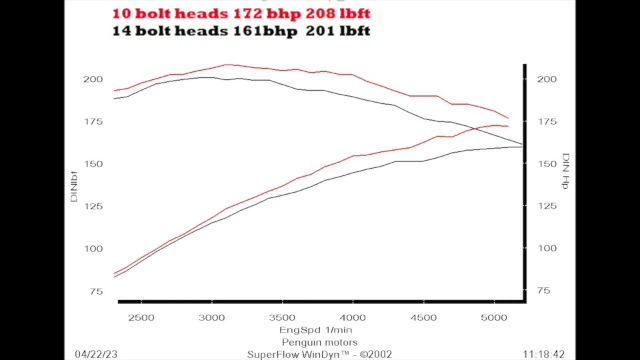 10 bolt heads 172 bhp 208 lbft
14 bolt heads 161bhp 201 lbft
200 200
175 175
150 150
125 125
100 100
75 75
DINlbf
DIN Hp
2500 3000 3500 4000 4500 5000
EngSpd 1/min
Penguin motors
04/22/23 SuperFlow WinDyn™ - ©2002 11:18:42